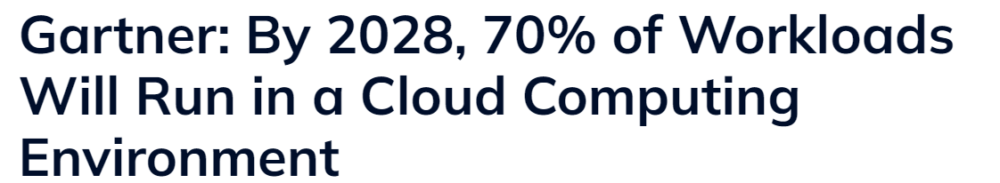 Gartner: By 2028, 70% of Workloads
Will Run in a Cloud Computing
Environment